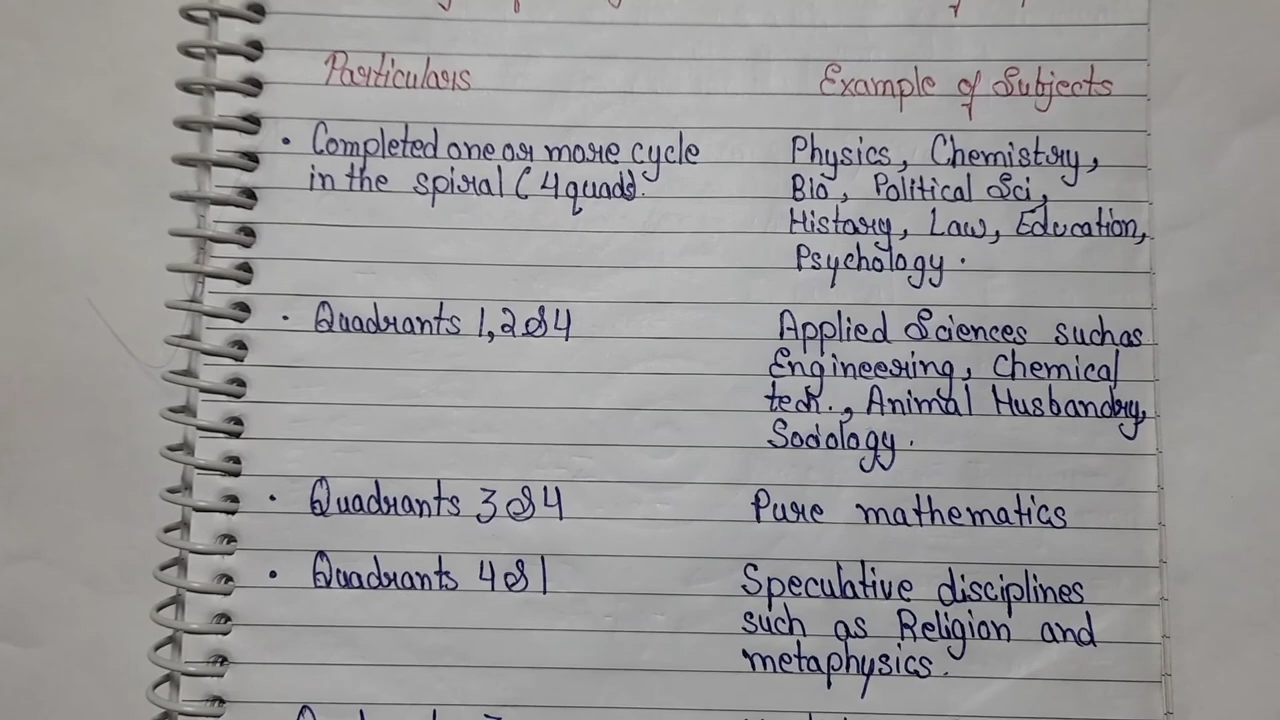 Particulars Example of Subjects
• Completed one or more cycle Physics, Chemistry,
in the spiral (4 quads). Bio, Political Sci,
History, Law, Education,
Psychology.
• Quadrants 1, 2 & 4 Applied Sciences such as
Engineering, Chemical
tech., Animal Husbandry,
Sociology.
• Quadrants 3 & 4 Pure mathematics
• Quadrants 4 & 1 Speculative disciplines
such as Religion and
metaphysics.